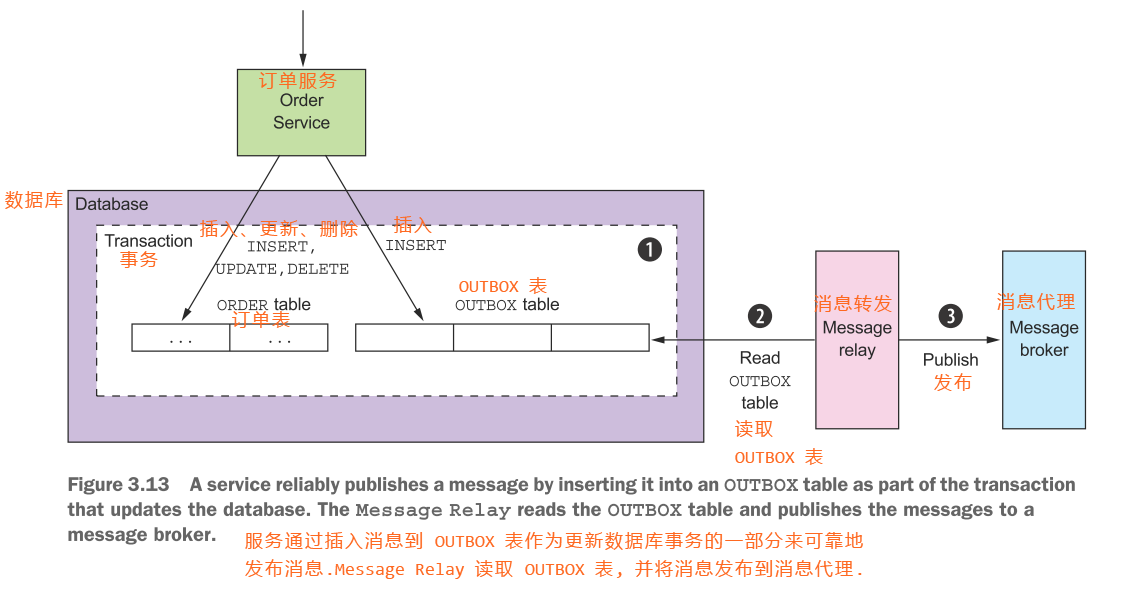 订单服务
Order
Service
数据库
Database
插入、更新、删除
插入
Transaction
事务
INSERT,
UPDATE,DELETE
INSERT
❶
ORDER table
订单表
OUTBOX 表
OUTBOX table
... ...
❷
Read
OUTBOX
table
读取
OUTBOX 表
消息转发
Message
relay
❸
Publish
发布
消息代理
Message
broker
Figure 3.13 A service reliably publishes a message by inserting it into an OUTBOX table as part of the transaction
that updates the database. The Message Relay reads the OUTBOX table and publishes the messages to a
message broker.
服务通过插入消息到 OUTBOX 表作为更新数据库事务的一部分来可靠地
发布消息.Message Relay 读取 OUTBOX 表, 并将消息发布到消息代理.